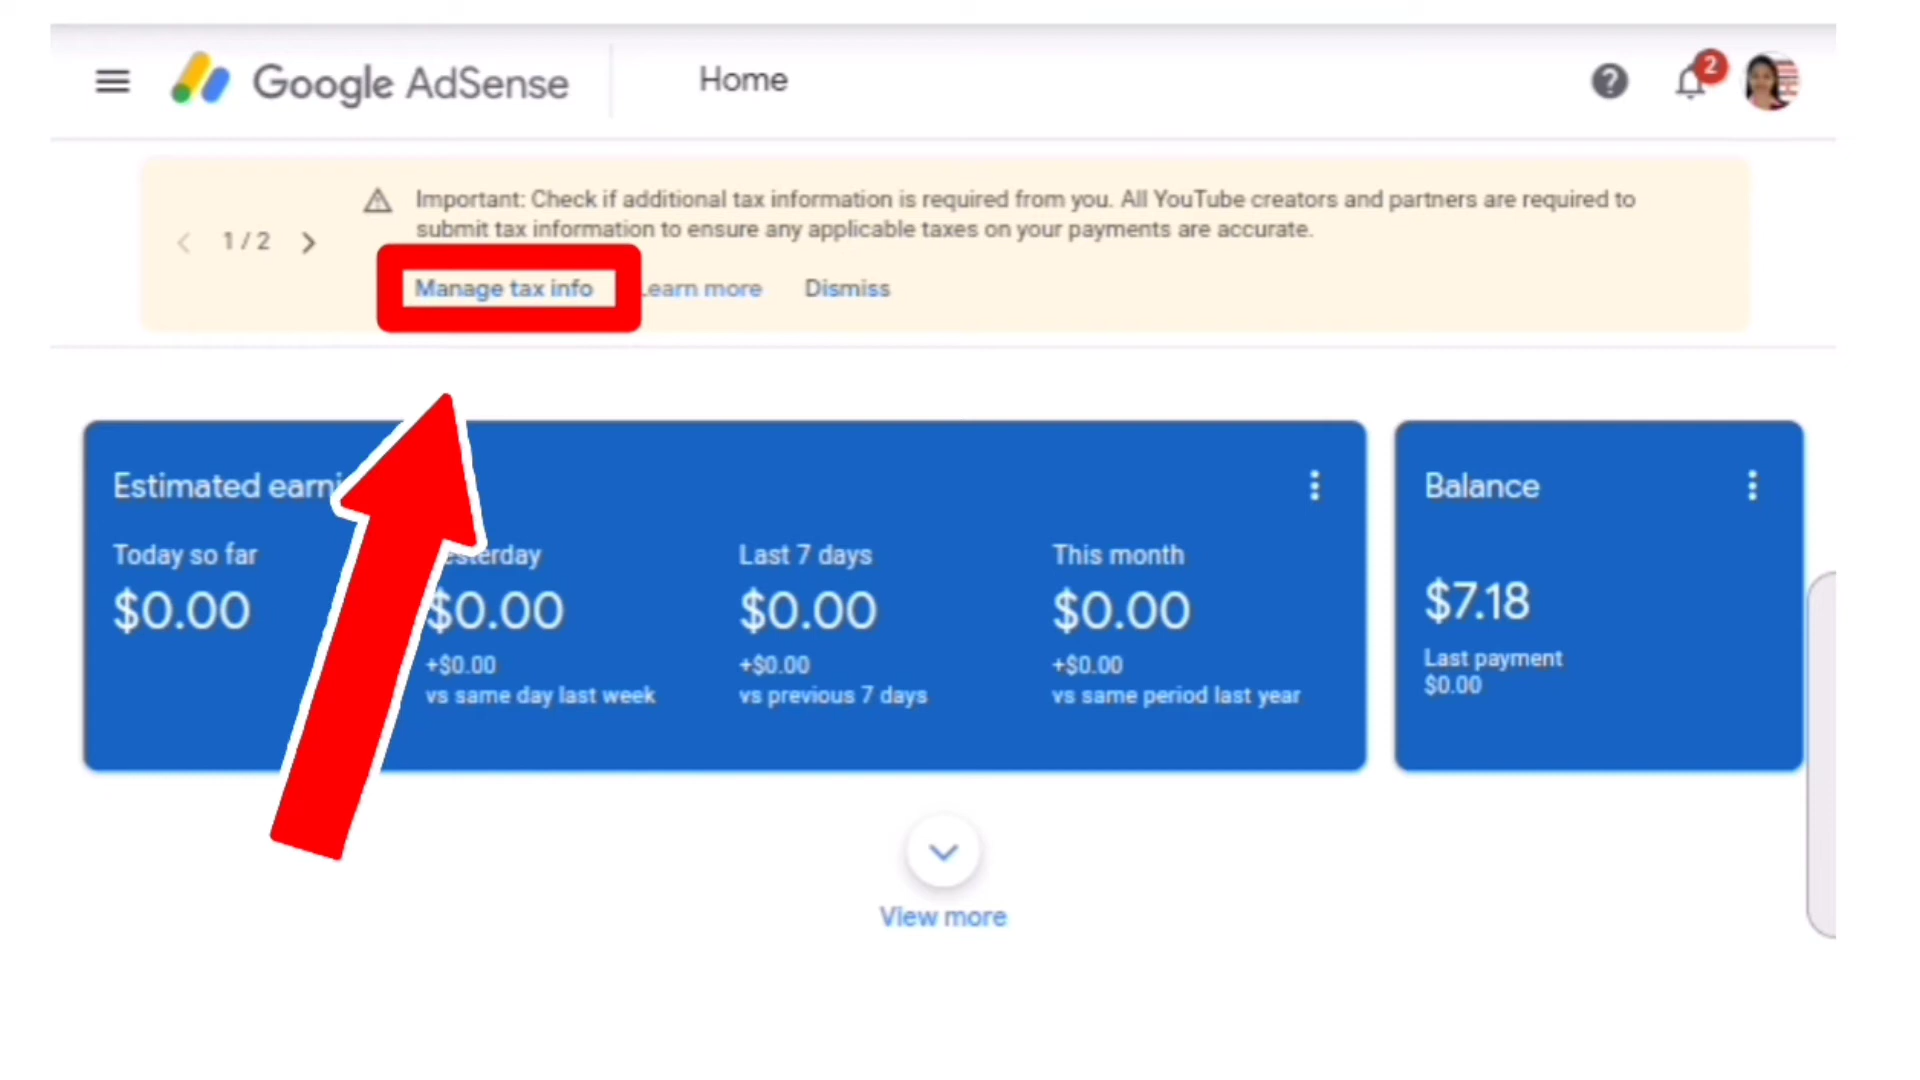 Google AdSense
Home
2
Important: Check if additional tax information is required from you. All YouTube creators and partners are required to
submit tax information to ensure any applicable taxes on your payments are accurate.
1 / 2
Manage tax info earn more Dismiss
Estimated earni
Today so far
$0.00
esterday
$0.00
+$0.00
vs same day last week
Last 7 days
$0.00
+$0.00
vs previous 7 days
This month
$0.00
+$0.00
vs same period last year
Balance
$7.18
Last payment
$0.00
View more